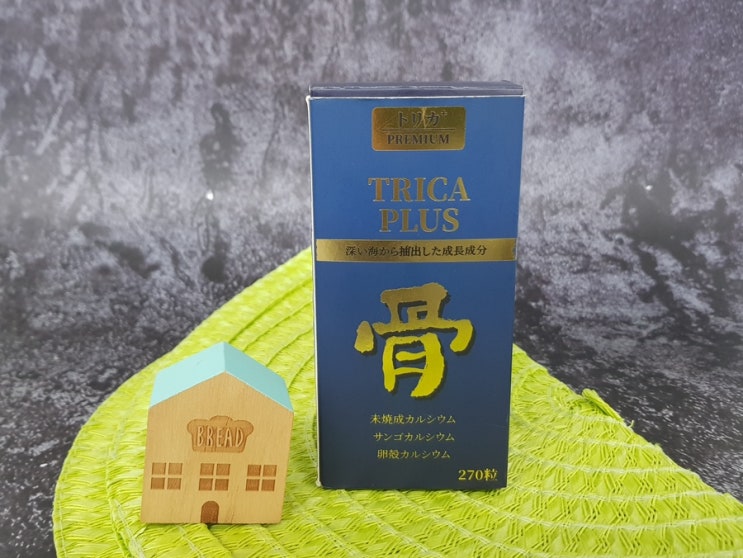 トリカ
PREMIUM
TRICA
PLUS
深い海から抽出した成長成分
骨
未焼成カルシウム
サンゴカルシウム
卵殻カルシウム
270粒
BREAD